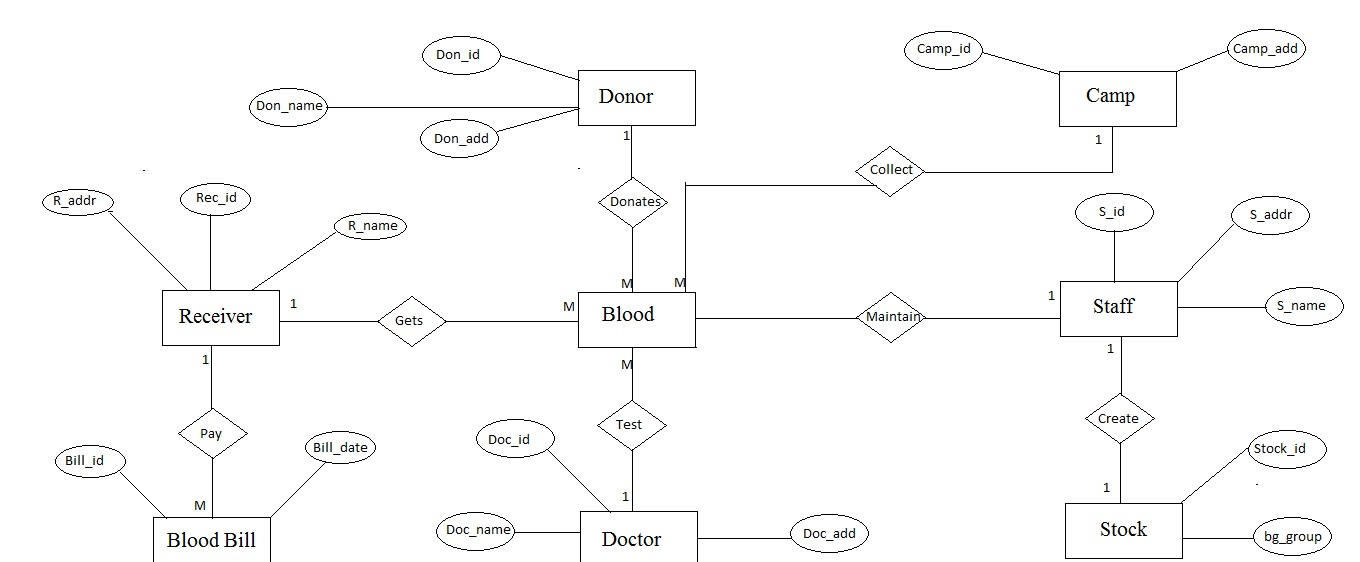 Don_id
Camp_id
Camp_add
Donor
Camp
Don_name
Don_add
1
1
Collect
R_addr
Rec_id
Donates
R_name
S_id
S_addr
M
M
1
1
M
Receiver
Gets
Blood
Maintain
Staff
S_name
1
M
1
Pay
Test
Create
Bill_id
Bill_date
Doc_id
Stock_id
M
1
1
Blood Bill
Doc_name
Doctor
Doc_add
Stock
bg_group